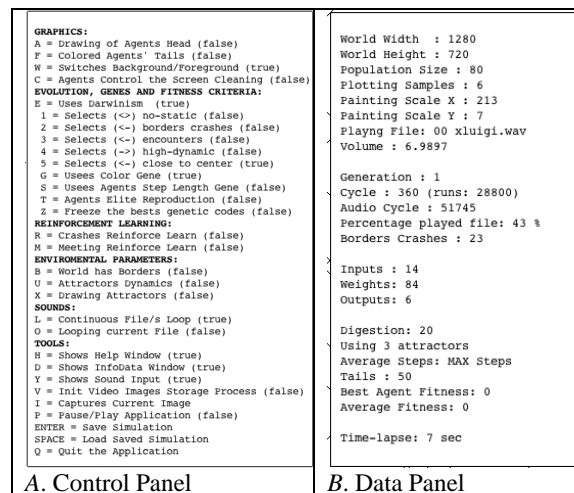 GRAPHICS:
A = Drawing of Agents Head (false)
F = Colored Agents' Tails (false)
W = Switches Background/Foreground (true)
C = Agents Control the Screen Cleaning (false)
EVOLUTION, GENES AND FITNESS CRITERIA:
E = Uses Darwinism (true)
1 = Selects (<>) no-static (false)
2 = Selects (<-) borders crashes (false)
3 = Selects (<-) encounters (false)
4 = Selects (->) high-dynamic (false)
5 = Selects (<-) close to center (true)
G = Usees Color Gene (true)
S = Usees Agents Step Length Gene (false)
T = Agents Elite Reproduction (false)
Z = Freeze the bests genetic codes (false)
REINFORCEMENT LEARNING:
R = Crashes Reinforce Learn (false)
M = Meeting Reinforce Learn (false)
ENVIROMENTAL PARAMETERS:
B = World has Borders (false)
U = Attractors Dynamics (false)
X = Drawing Attractors (false)
SOUNDS:
L = Continuous File/s Loop (true)
O = Looping current File (false)
TOOLS:
H = Shows Help Window (true)
D = Shows InfoData Window (true)
Y = Shows Sound Input (true)
V = Init Video Images Storage Process (false)
I = Captures Current Image
P = Pause/Play Application (false)
ENTER = Save Simulation
SPACE = Load Saved Simulation
Q = Quit the Application
A. Control Panel
World Width : 1280
World Height : 720
Population Size : 80
Plotting Samples : 6
Painting Scale X : 213
Painting Scale Y : 7
Playng File: 00 xluigi.wav
Volume : 6.9897
Generation : 1
Cycle : 360 (runs: 28800)
Audio Cycle : 51745
Percentage played file: 43 %
Borders Crashes : 23
Inputs : 14
Weights: 84
Outputs: 6
Digestion: 20
Using 3 attractors
Average Steps: MAX Steps
Tails : 50
Best Agent Fitness: 0
Average Fitness: 0
Time-lapse: 7 sec
B. Data Panel